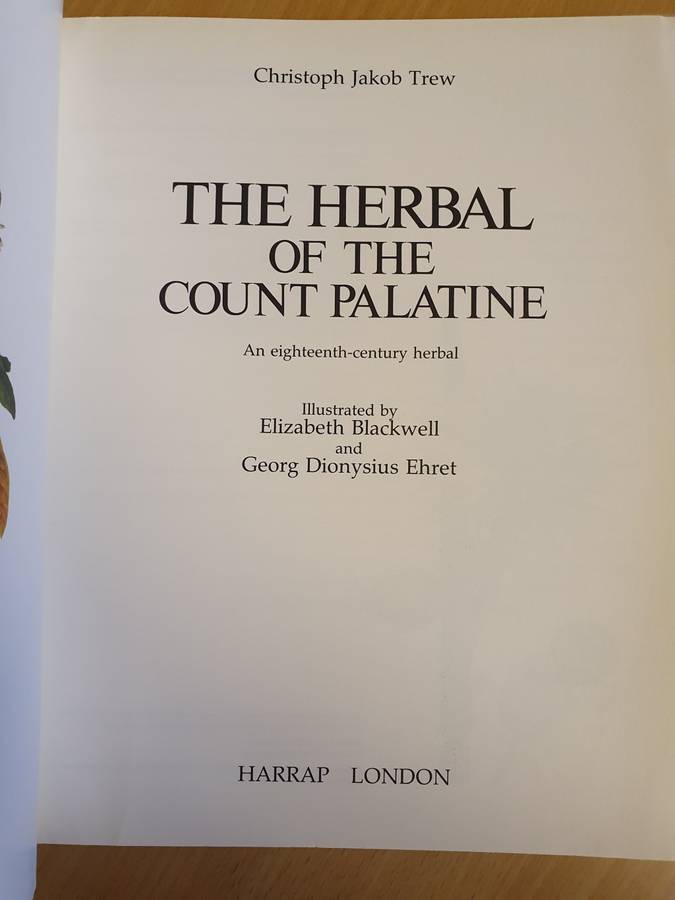 Christoph Jakob Trew
THE HERBAL
OF THE
COUNT PALATINE
An eighteenth-century herbal
Illustrated by
Elizabeth Blackwell
and
Georg Dionysius Ehret
HARRAP LONDON